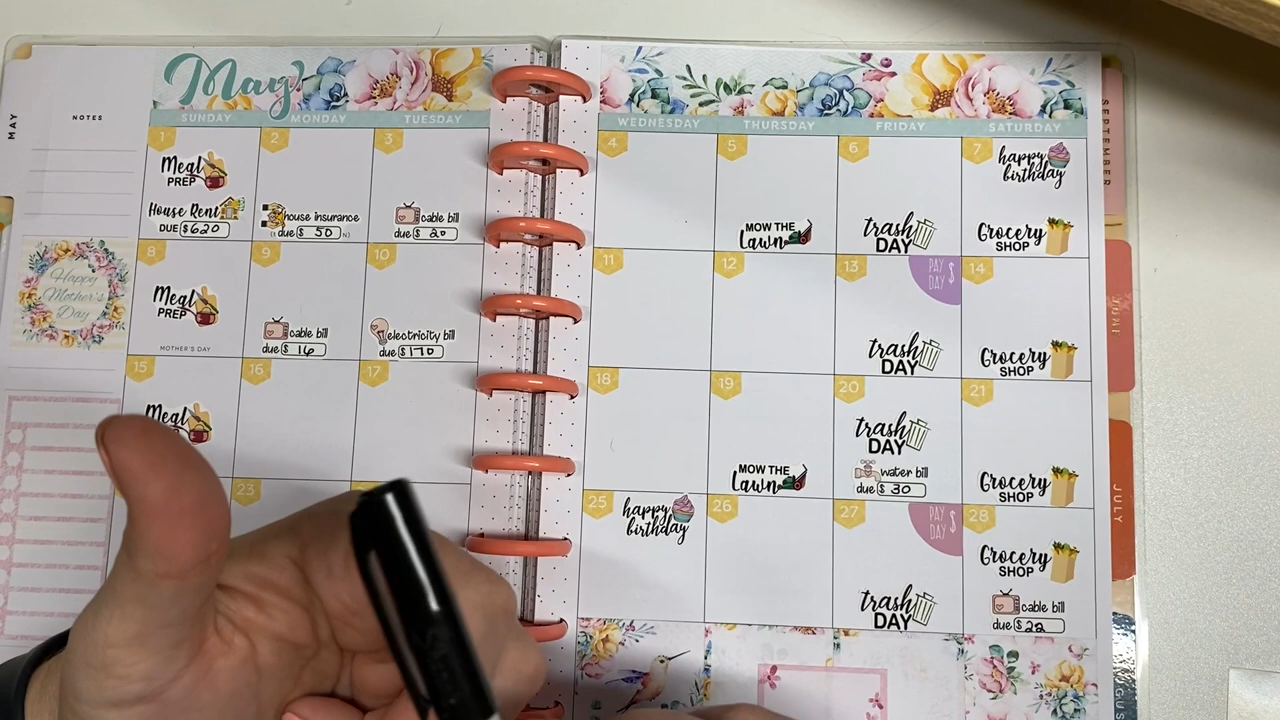 May
MAY
NOTES
SUNDAY
MONDAY
TUESDAY
WEDNESDAY
THURSDAY
FRIDAY
SATURDAY
1
Meal
PREP
House Rent
DUE $620
2
house insurance
due $ 50
3
cable bill
due $ 20
4
5
MOW THE
Lawn
6
trash
DAY
7
happy
birthday
Grocery
SHOP
Happy
Mother's
Day
8
Meal
PREP
MOTHER'S DAY
9
cable bill
due $ 16
10
electricity bill
due $170
11
12
13
PAY
DAY $
trash
DAY
14
Grocery
SHOP
15
Meal
16
17
18
19
MOW THE
Lawn
20
trash
DAY
water bill
due $ 30
21
Grocery
SHOP
23
25
happy
birthday
26
27
PAY
DAY $
trash
DAY
28
Grocery
SHOP
cable bill
due $22
SEPTEMBER
JUNE
JULY